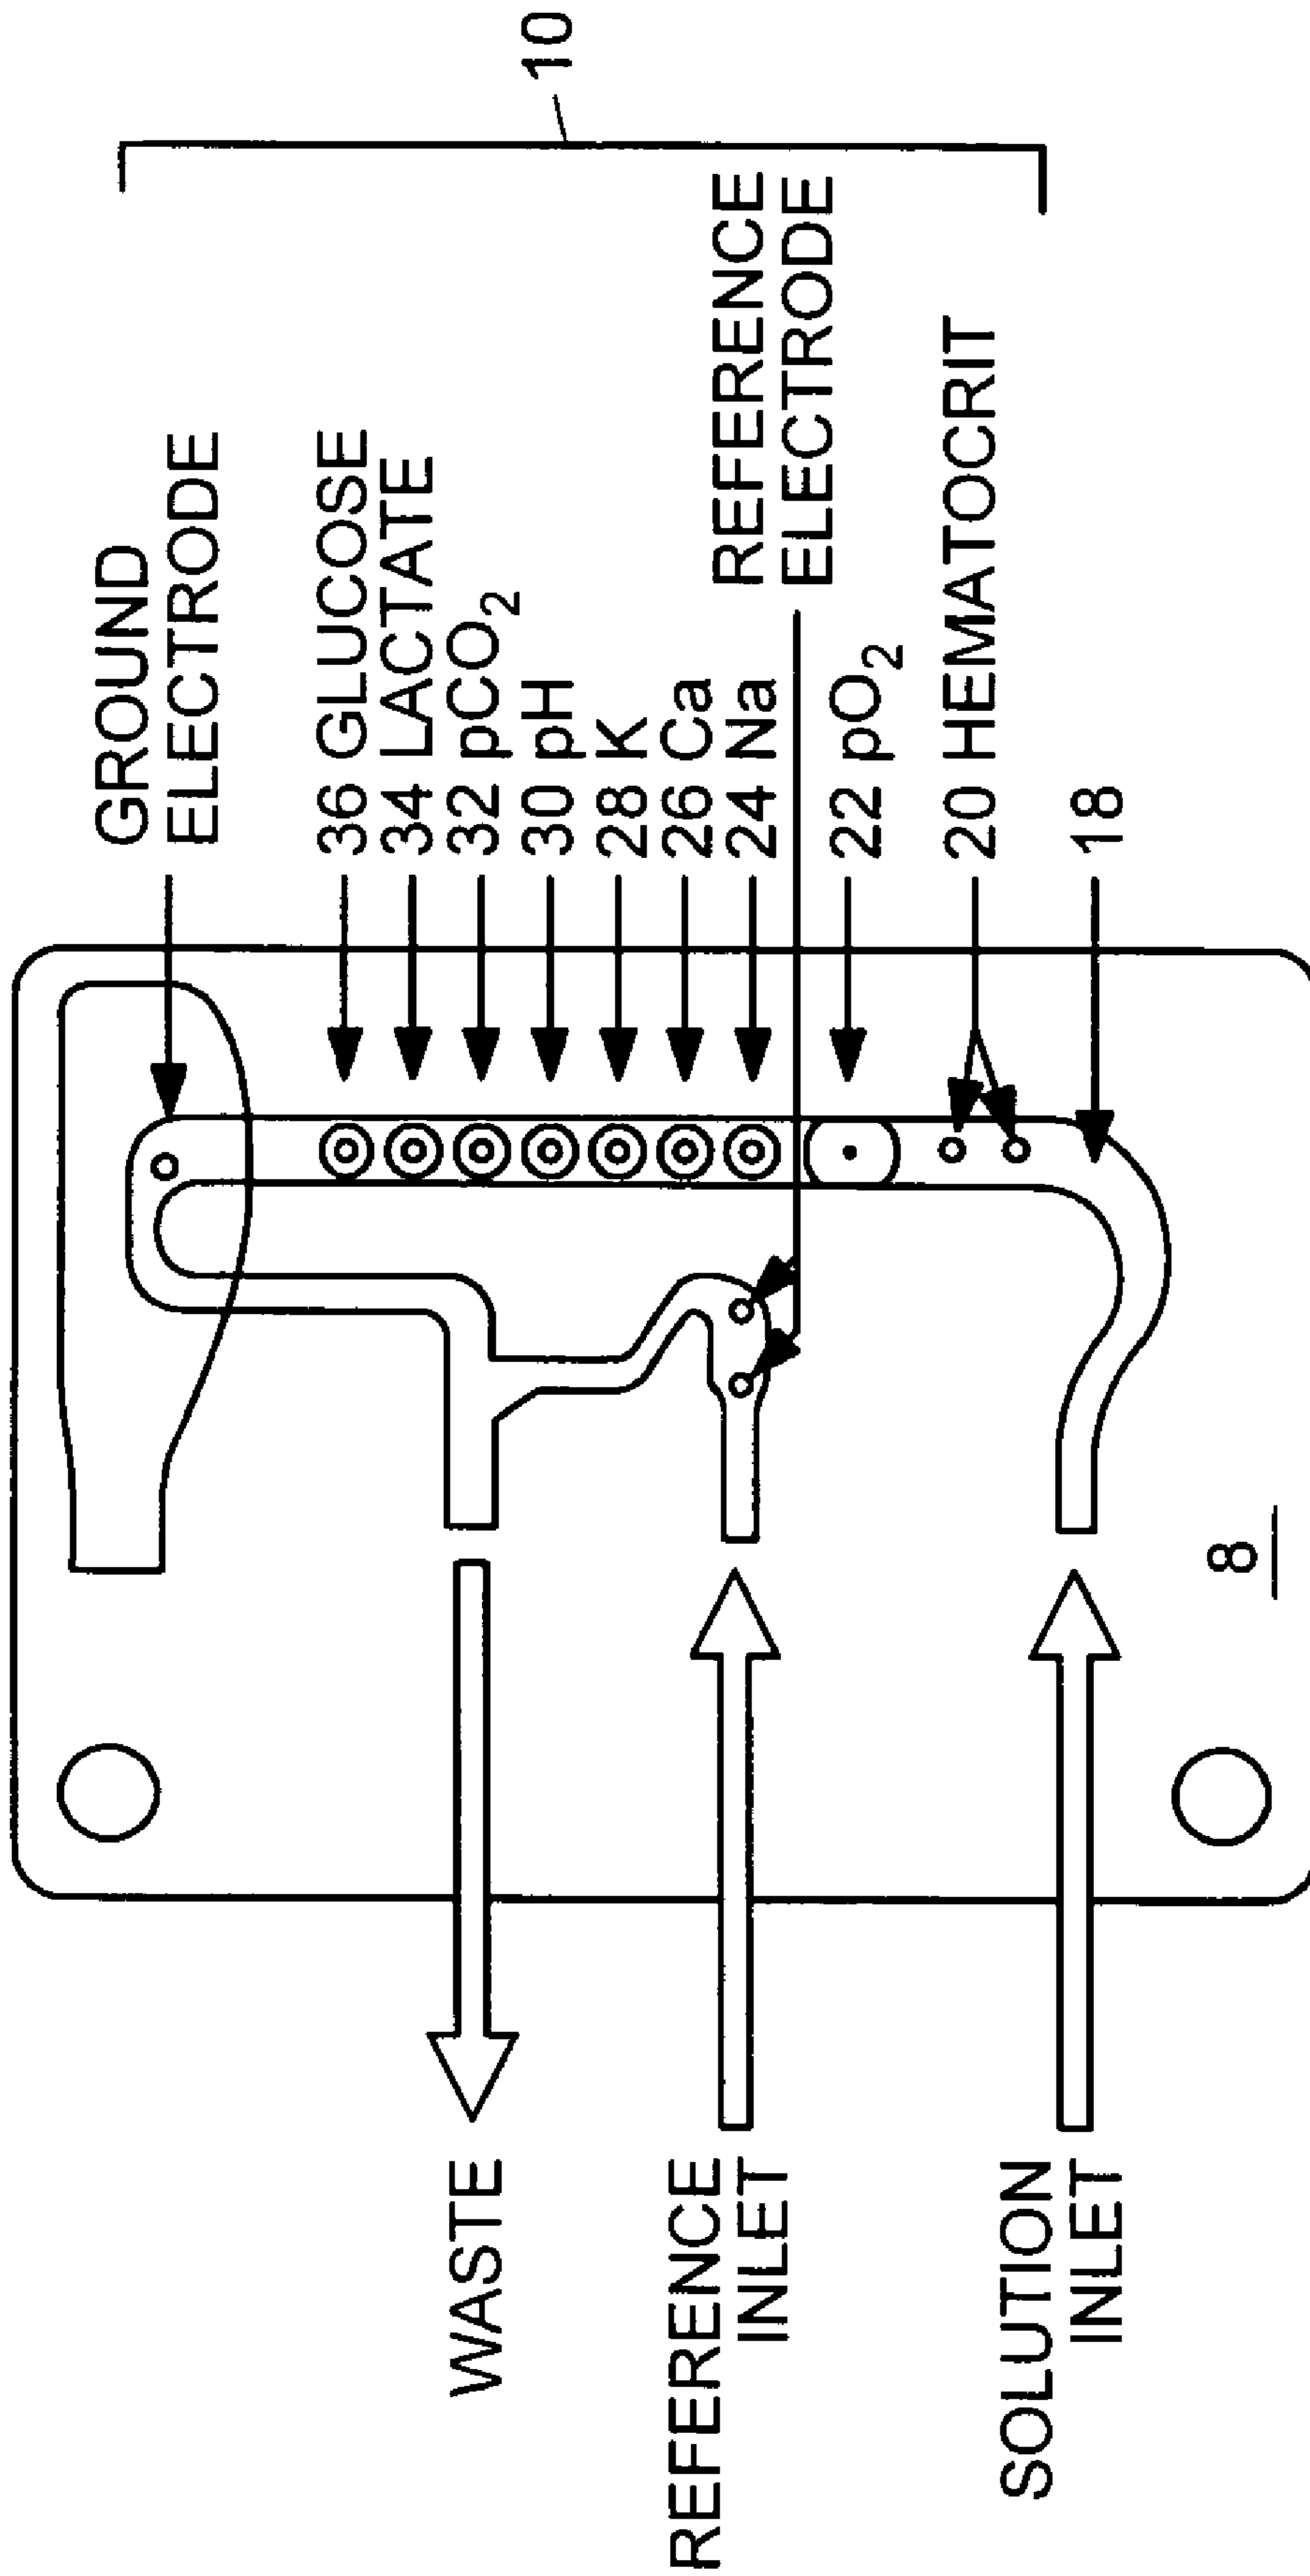 10
GROUND
ELECTRODE
36 GLUCOSE
34 LACTATE
32 pCO₂
30 pH
28 K
26 Ca
24 Na
REFERENCE
ELECTRODE
22 pO₂
20 HEMATOCRIT
18
8
WASTE
REFERENCE
INLET
SOLUTION
INLET